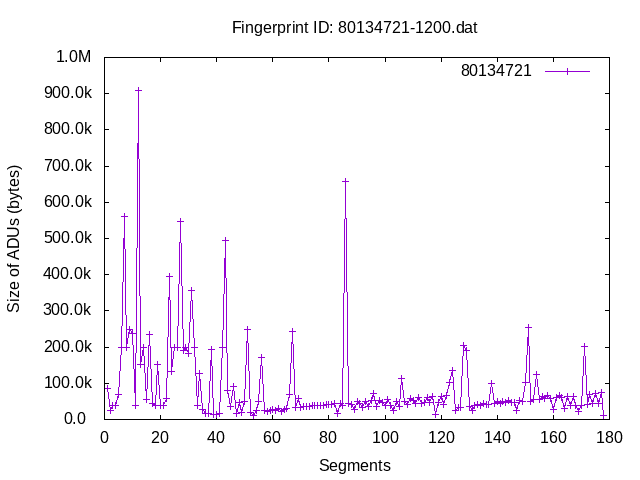 Fingerprint ID: 80134721-1200.dat
1.0M
80134721
900.0k
800.0k
700.0k
600.0k
500.0k
400.0k
300.0k
200.0k
100.0k
0.0
Size of ADUs (bytes)
0 20 40 60 80 100 120 140 160 180
Segments